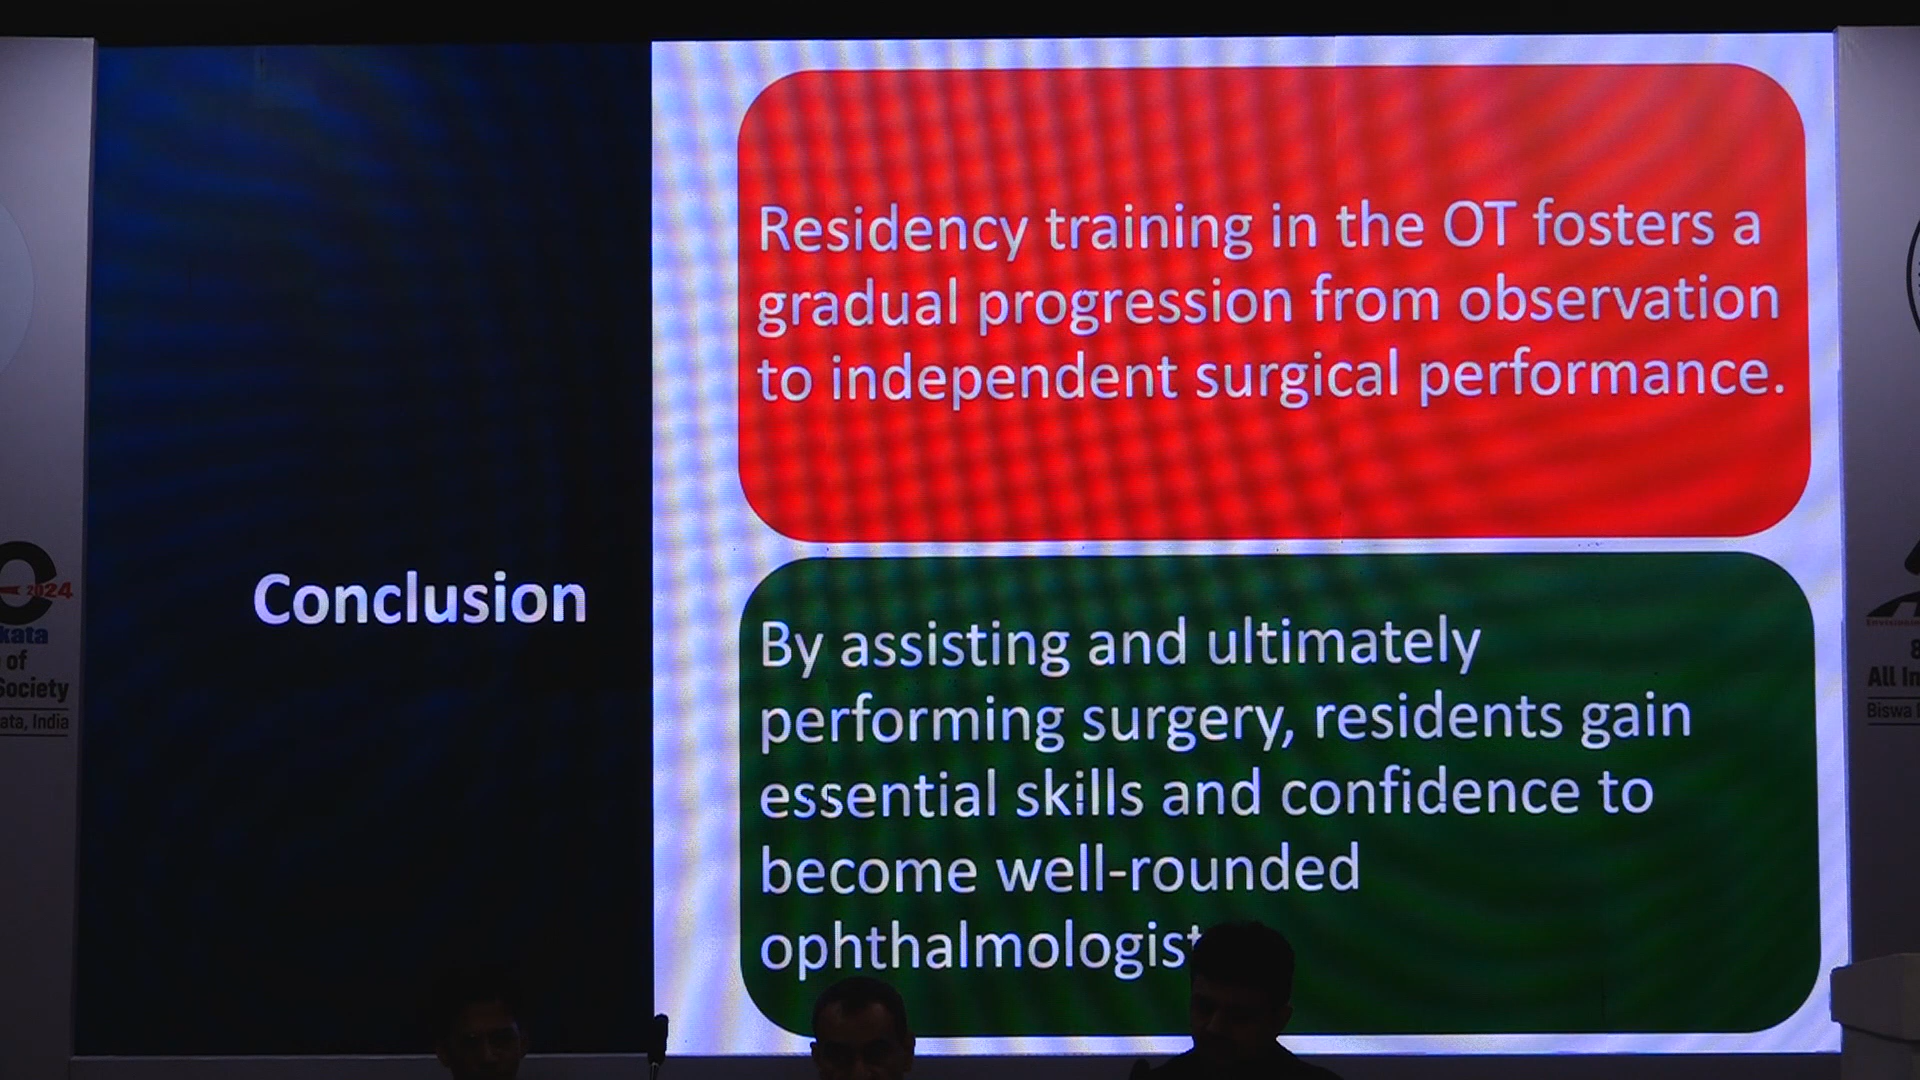 Conclusion
Residency training in the OT fosters a
gradual progression from observation
to independent surgical performance.
By assisting and ultimately
performing surgery, residents gain
essential skills and confidence to
become well-rounded
ophthalmologist
2024
kata
of
Society
ata, India
All In
Biswa